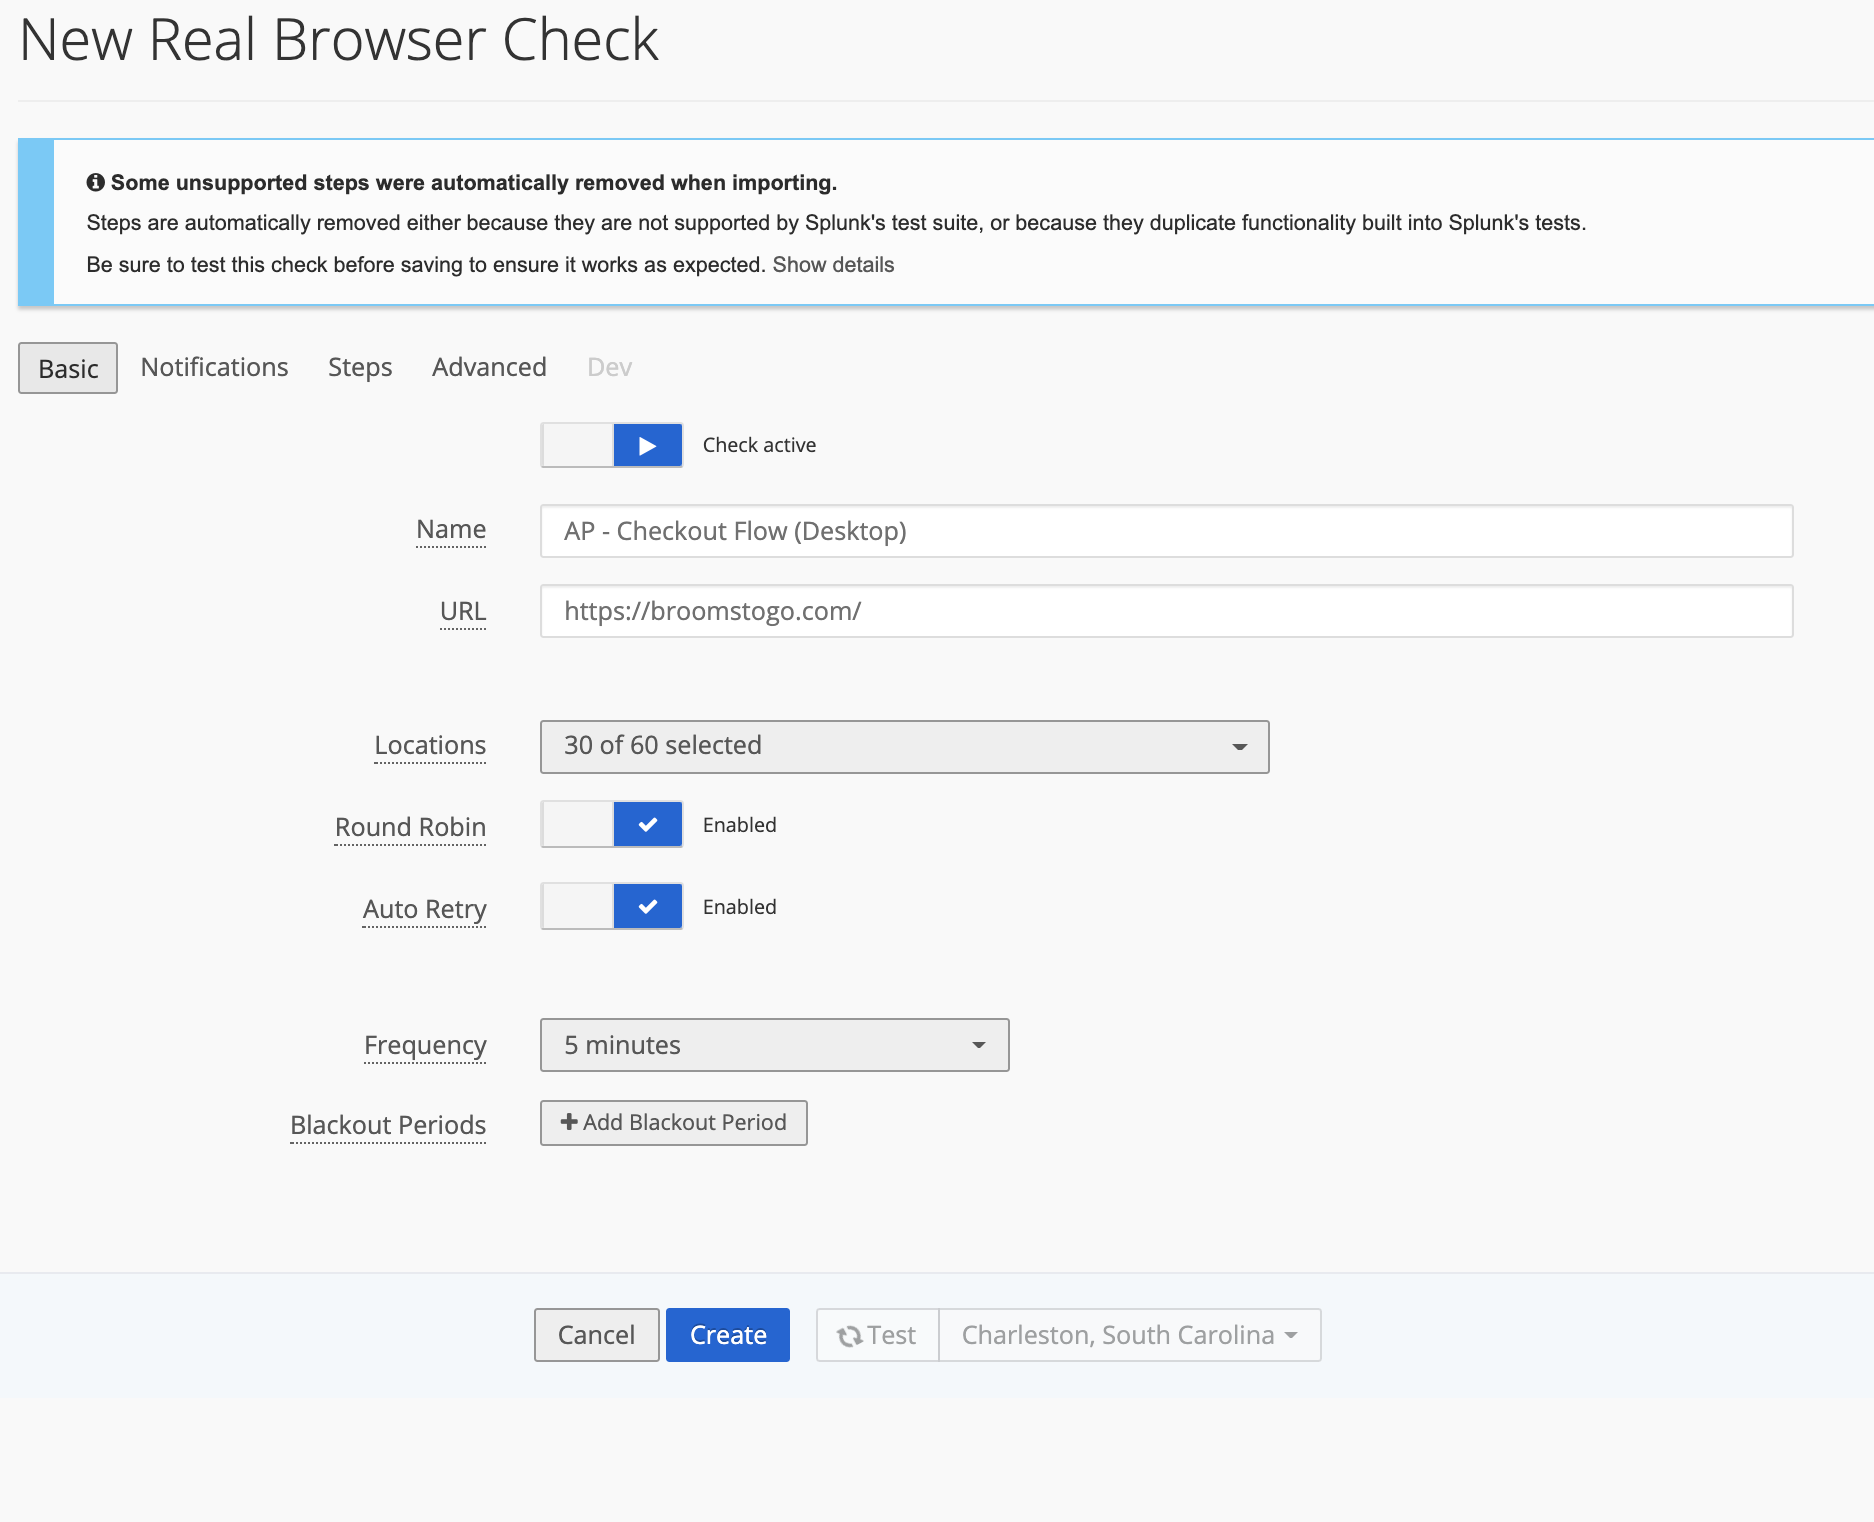 New Real Browser Check
Some unsupported steps were automatically removed when importing.
Steps are automatically removed either because they are not supported by Splunk's test suite, or because they duplicate functionality built into Splunk's tests.
Be sure to test this check before saving to ensure it works as expected. Show details
Basic Notifications Steps Advanced Dev
Check active
Name AP - Checkout Flow (Desktop)
URL https://broomstogo.com/
Locations 30 of 60 selected
Round Robin Enabled
Auto Retry Enabled
Frequency 5 minutes
Blackout Periods Add Blackout Period
Cancel Create Test Charleston, South Carolina